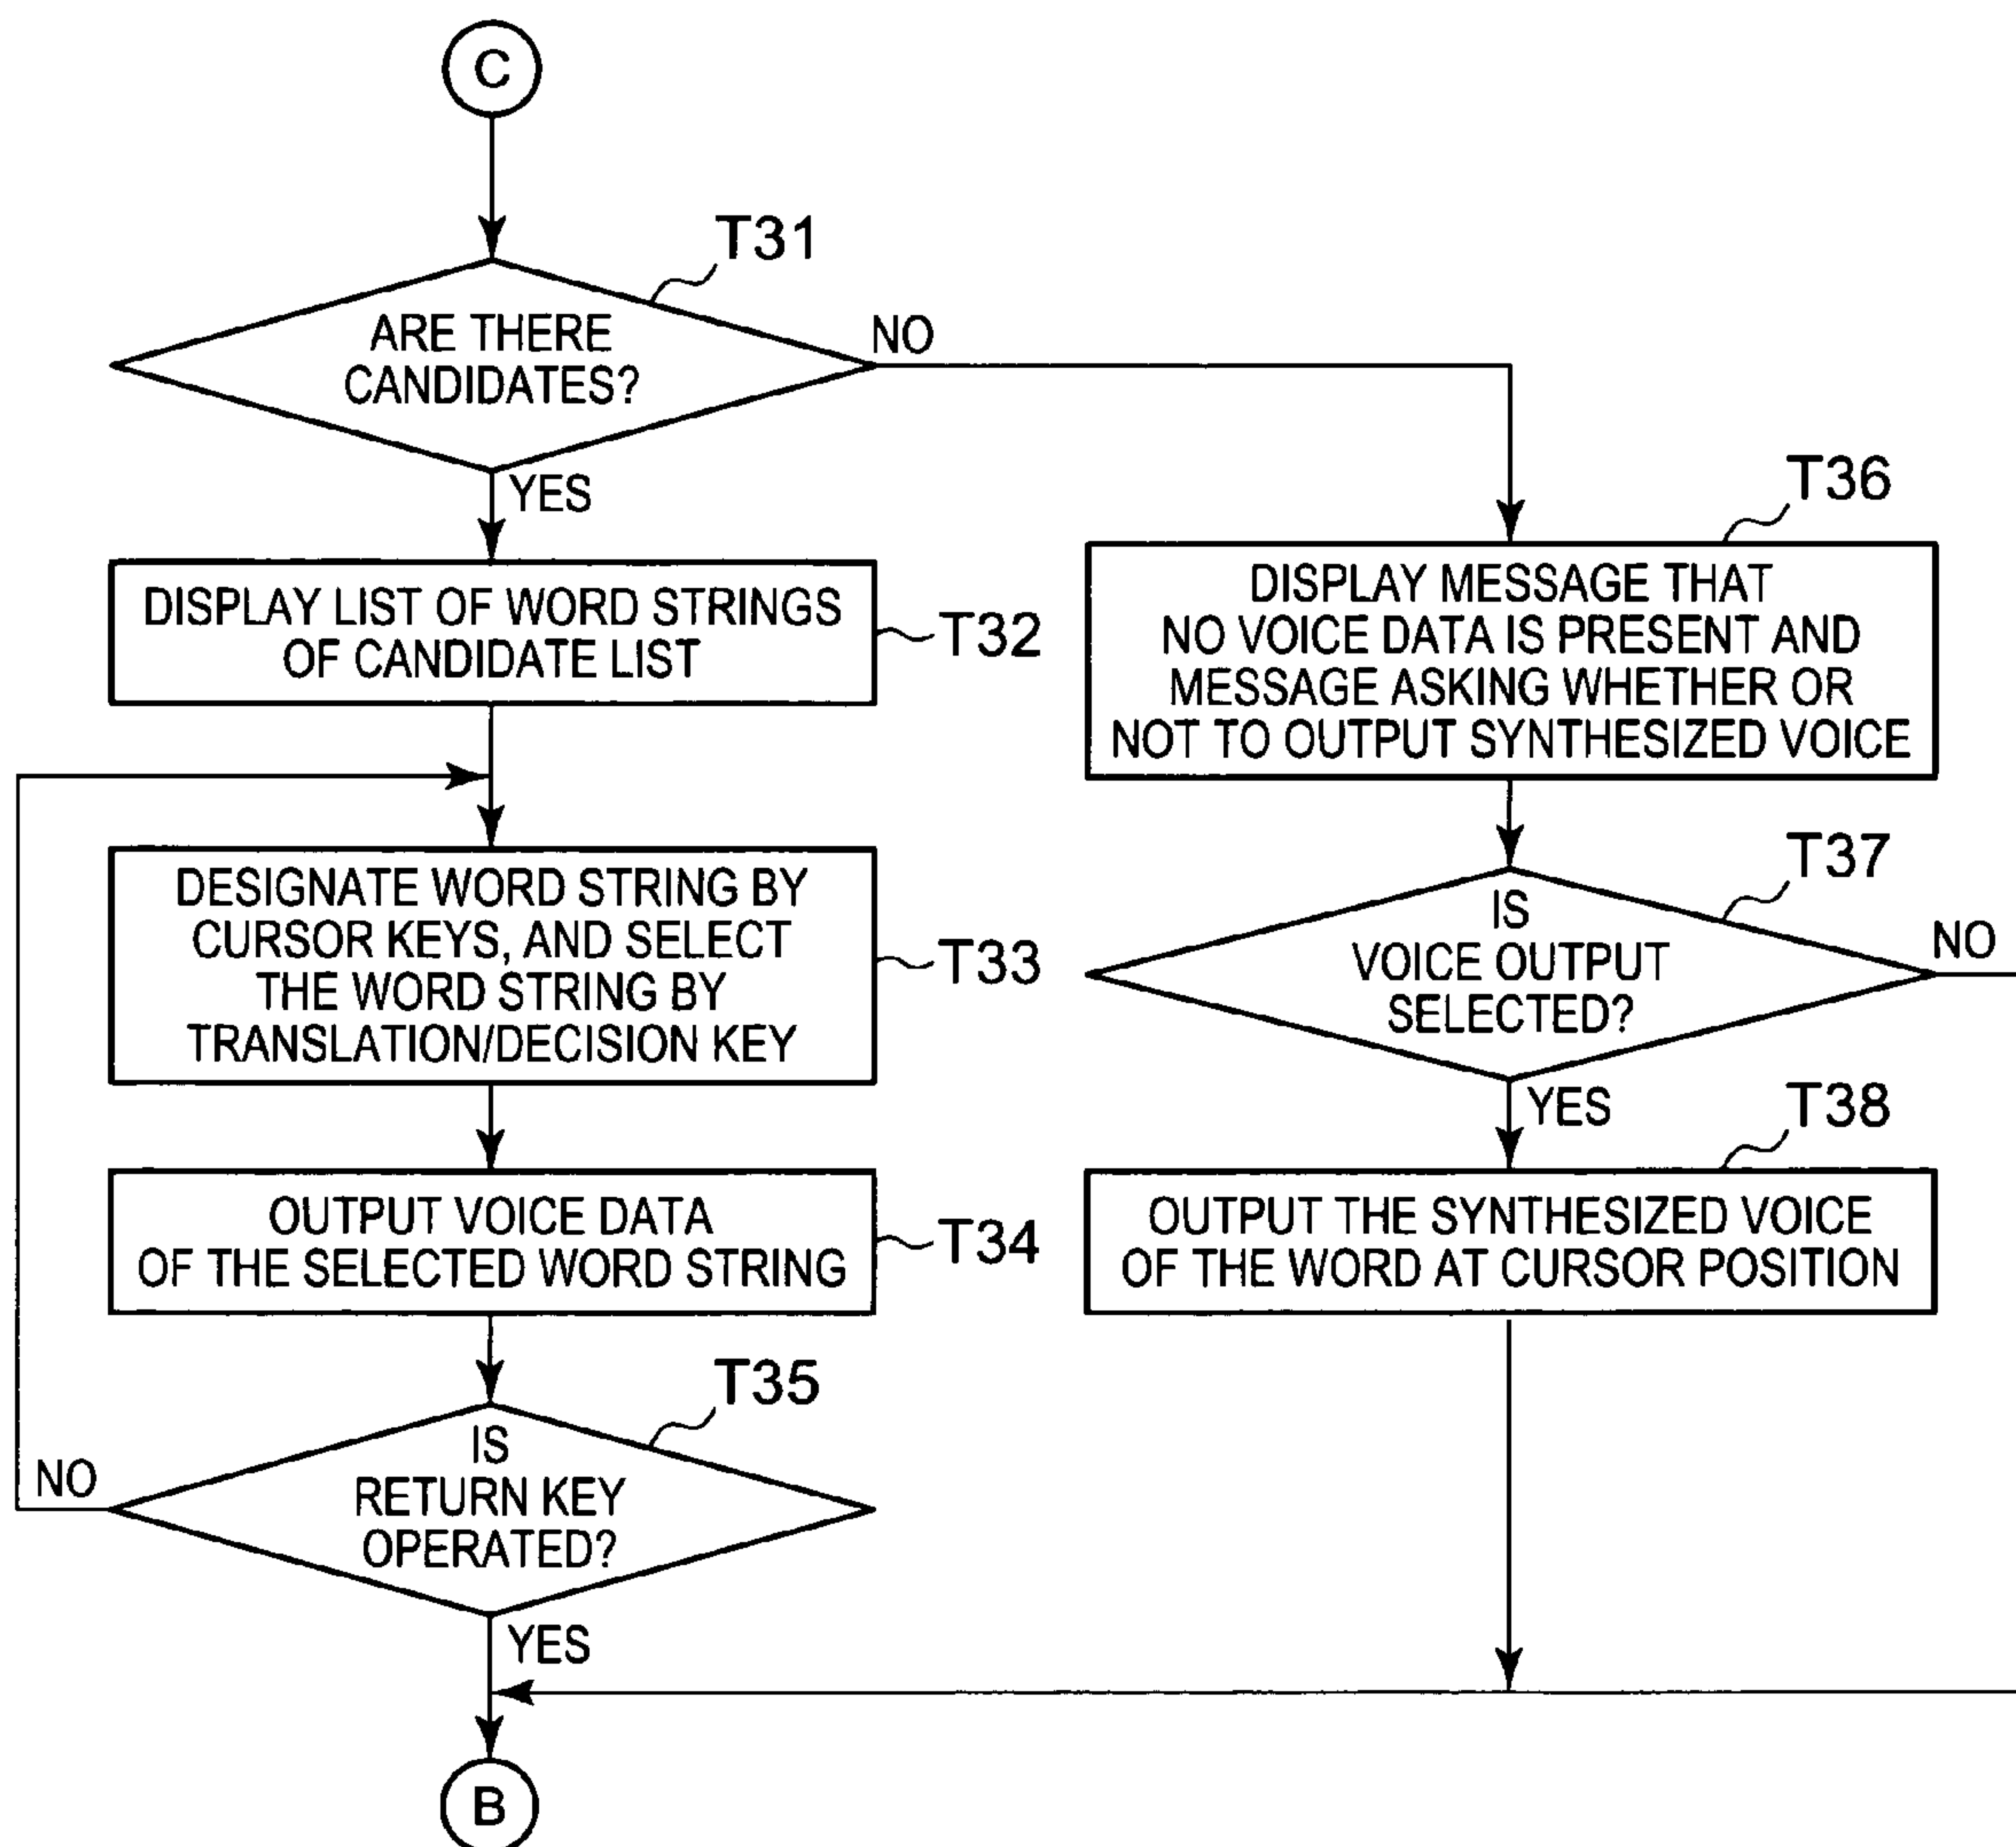 C
T31
ARE THERE
CANDIDATES?
NO
YES
DISPLAY LIST OF WORD STRINGS
OF CANDIDATE LIST
T32
DESIGNATE WORD STRING BY
CURSOR KEYS, AND SELECT
THE WORD STRING BY
TRANSLATION/DECISION KEY
T33
OUTPUT VOICE DATA
OF THE SELECTED WORD STRING
T34
T35
IS
RETURN KEY
OPERATED?
NO
YES
B
T36
DISPLAY MESSAGE THAT
NO VOICE DATA IS PRESENT AND
MESSAGE ASKING WHETHER OR
NOT TO OUTPUT SYNTHESIZED VOICE
T37
IS
VOICE OUTPUT
SELECTED?
NO
YES
T38
OUTPUT THE SYNTHESIZED VOICE
OF THE WORD AT CURSOR POSITION